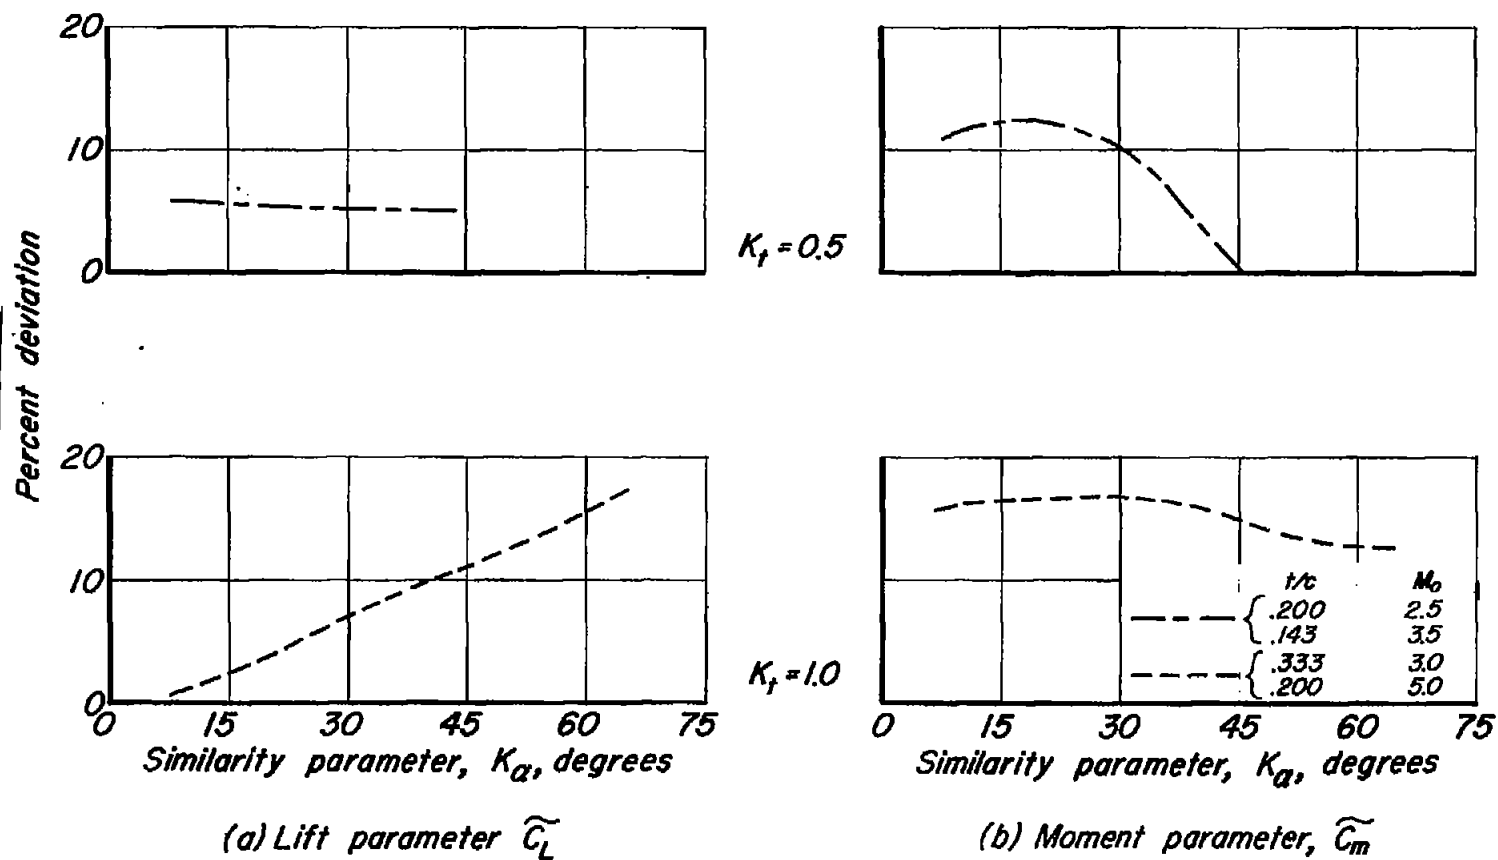 20
10
0
20
10
0
Percent deviation
K_t = 0.5
K_t = 1.0
0 15 30 45 60 75
Similarity parameter, K_α, degrees
(a) Lift parameter C̃_L
t/c M_o
.200 2.5
.143 3.5
.333 3.0
.200 5.0
0 15 30 45 60 75
Similarity parameter, K_α, degrees
(b) Moment parameter, C̃_m